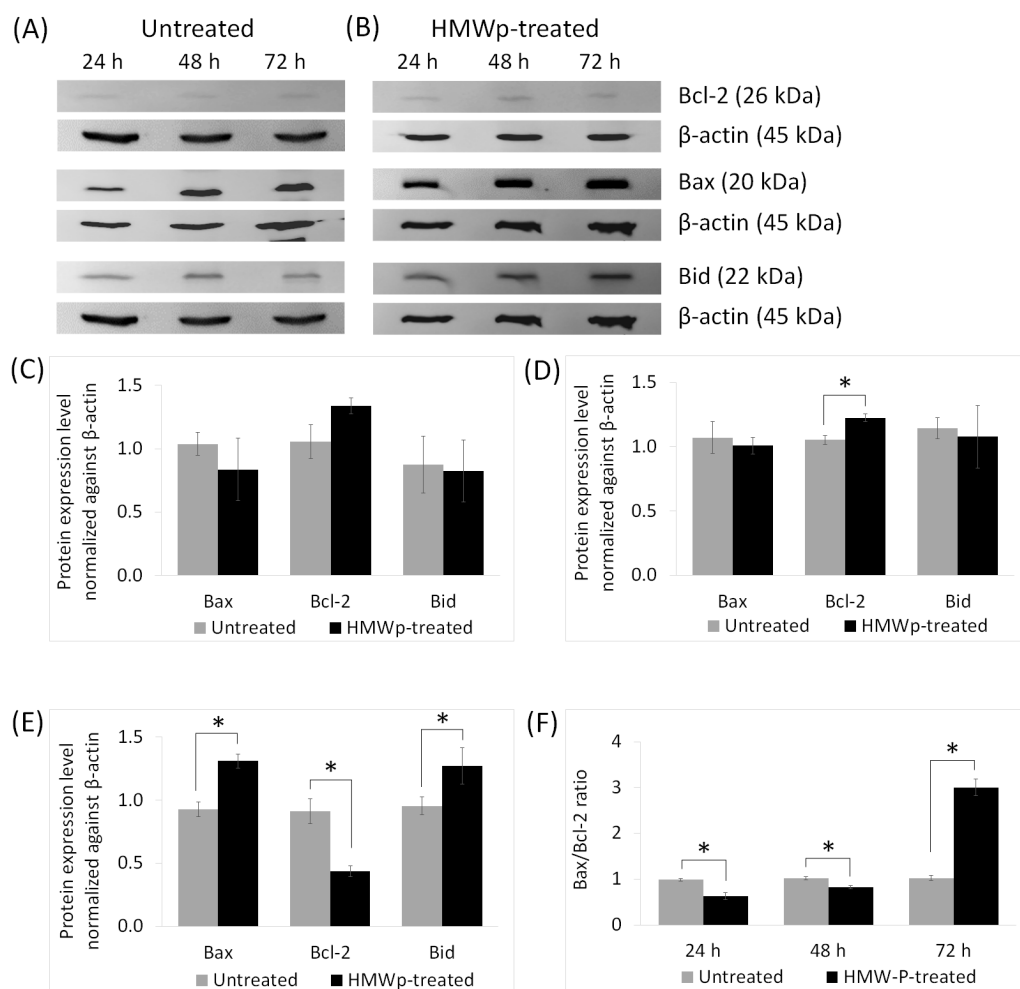 (A) Untreated
24 h 48 h 72 h
(B) HMWp-treated
24 h 48 h 72 h
Bcl-2 (26 kDa)
β-actin (45 kDa)
Bax (20 kDa)
β-actin (45 kDa)
Bid (22 kDa)
β-actin (45 kDa)
(C)
Protein expression level
normalized against β-actin
1.5
1.0
0.5
0.0
Bax Bcl-2 Bid
Untreated HMWp-treated
(D)
Protein expression level
normalized against β-actin
1.5
1.0
0.5
0.0
*
Bax Bcl-2 Bid
Untreated HMWp-treated
(E)
Protein expression level
normalized against β-actin
1.5
1.0
0.5
0.0
* * *
Bax Bcl-2 Bid
Untreated HMWp-treated
(F)
Bax/Bcl-2 ratio
4
3
2
1
0
* * *
24 h 48 h 72 h
Untreated HMW-P-treated